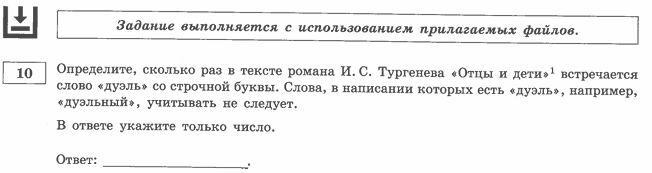 Задание выполняется с использованием прилагаемых файлов.
10
Определите, сколько раз в тексте романа И. С. Тургенева «Отцы и дети»¹ встречается
слово «дуэль» со строчной буквы. Слова, в написании которых есть «дуэль», например,
«дуэльный», учитывать не следует.
В ответе укажите только число.
Ответ: ____________________.